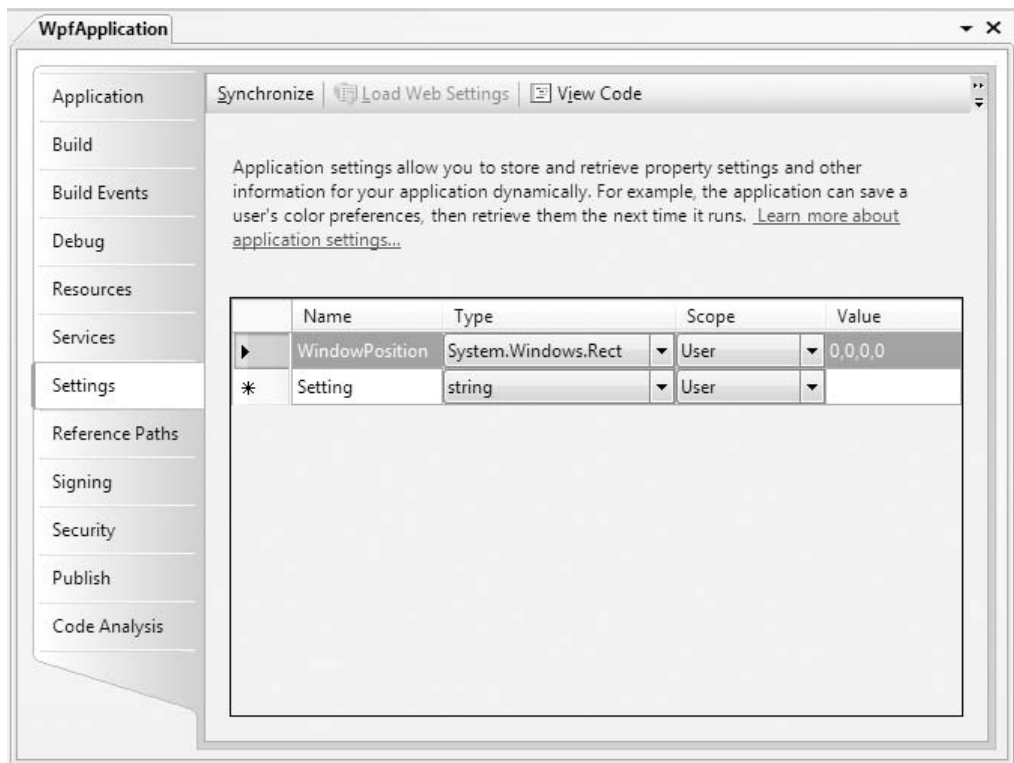 WpfApplication
Application
Build
Build Events
Debug
Resources
Services
Settings
Reference Paths
Signing
Security
Publish
Code Analysis
Synchronize Load Web Settings View Code
Application settings allow you to store and retrieve property settings and other
information for your application dynamically. For example, the application can save a
user's color preferences, then retrieve them the next time it runs. Learn more about
application settings...
Name Type Scope Value
WindowPosition System.Windows.Rect User 0,0,0,0
Setting string User